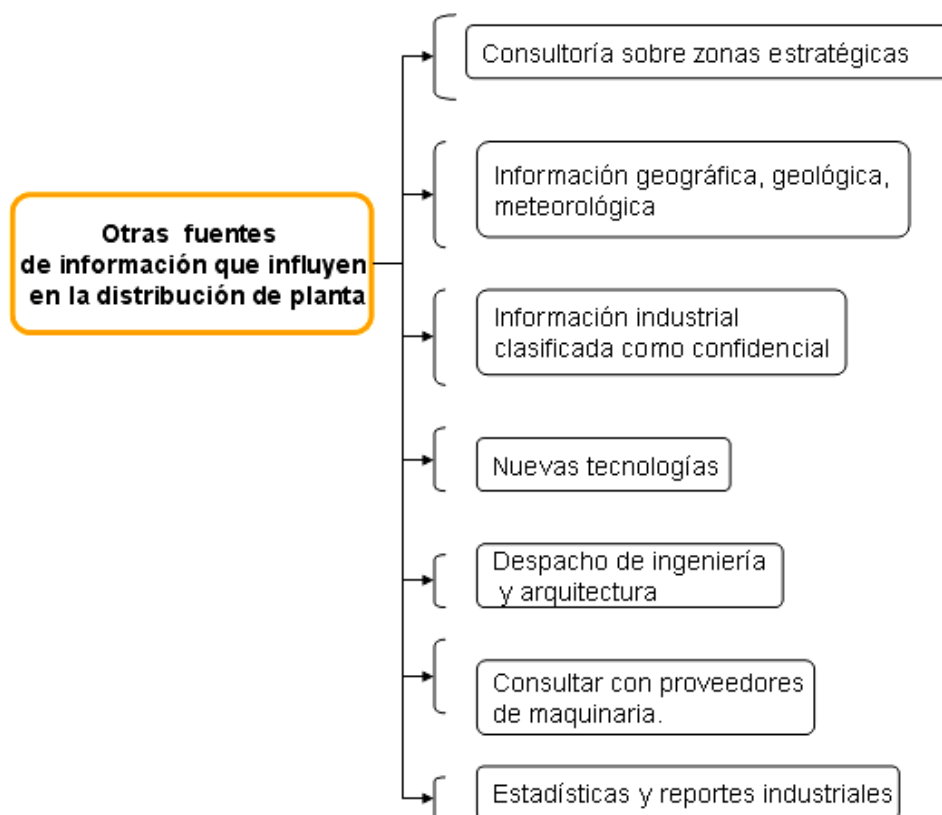 Consultoría sobre zonas estratégicas
Información geográfica, geológica,
meteorológica
Otras fuentes
de información que influyen
en la distribución de planta
Información industrial
clasificada como confidencial
Nuevas tecnologías
Despacho de ingeniería
y arquitectura
Consultar con proveedores
de maquinaria.
Estadísticas y reportes industriales